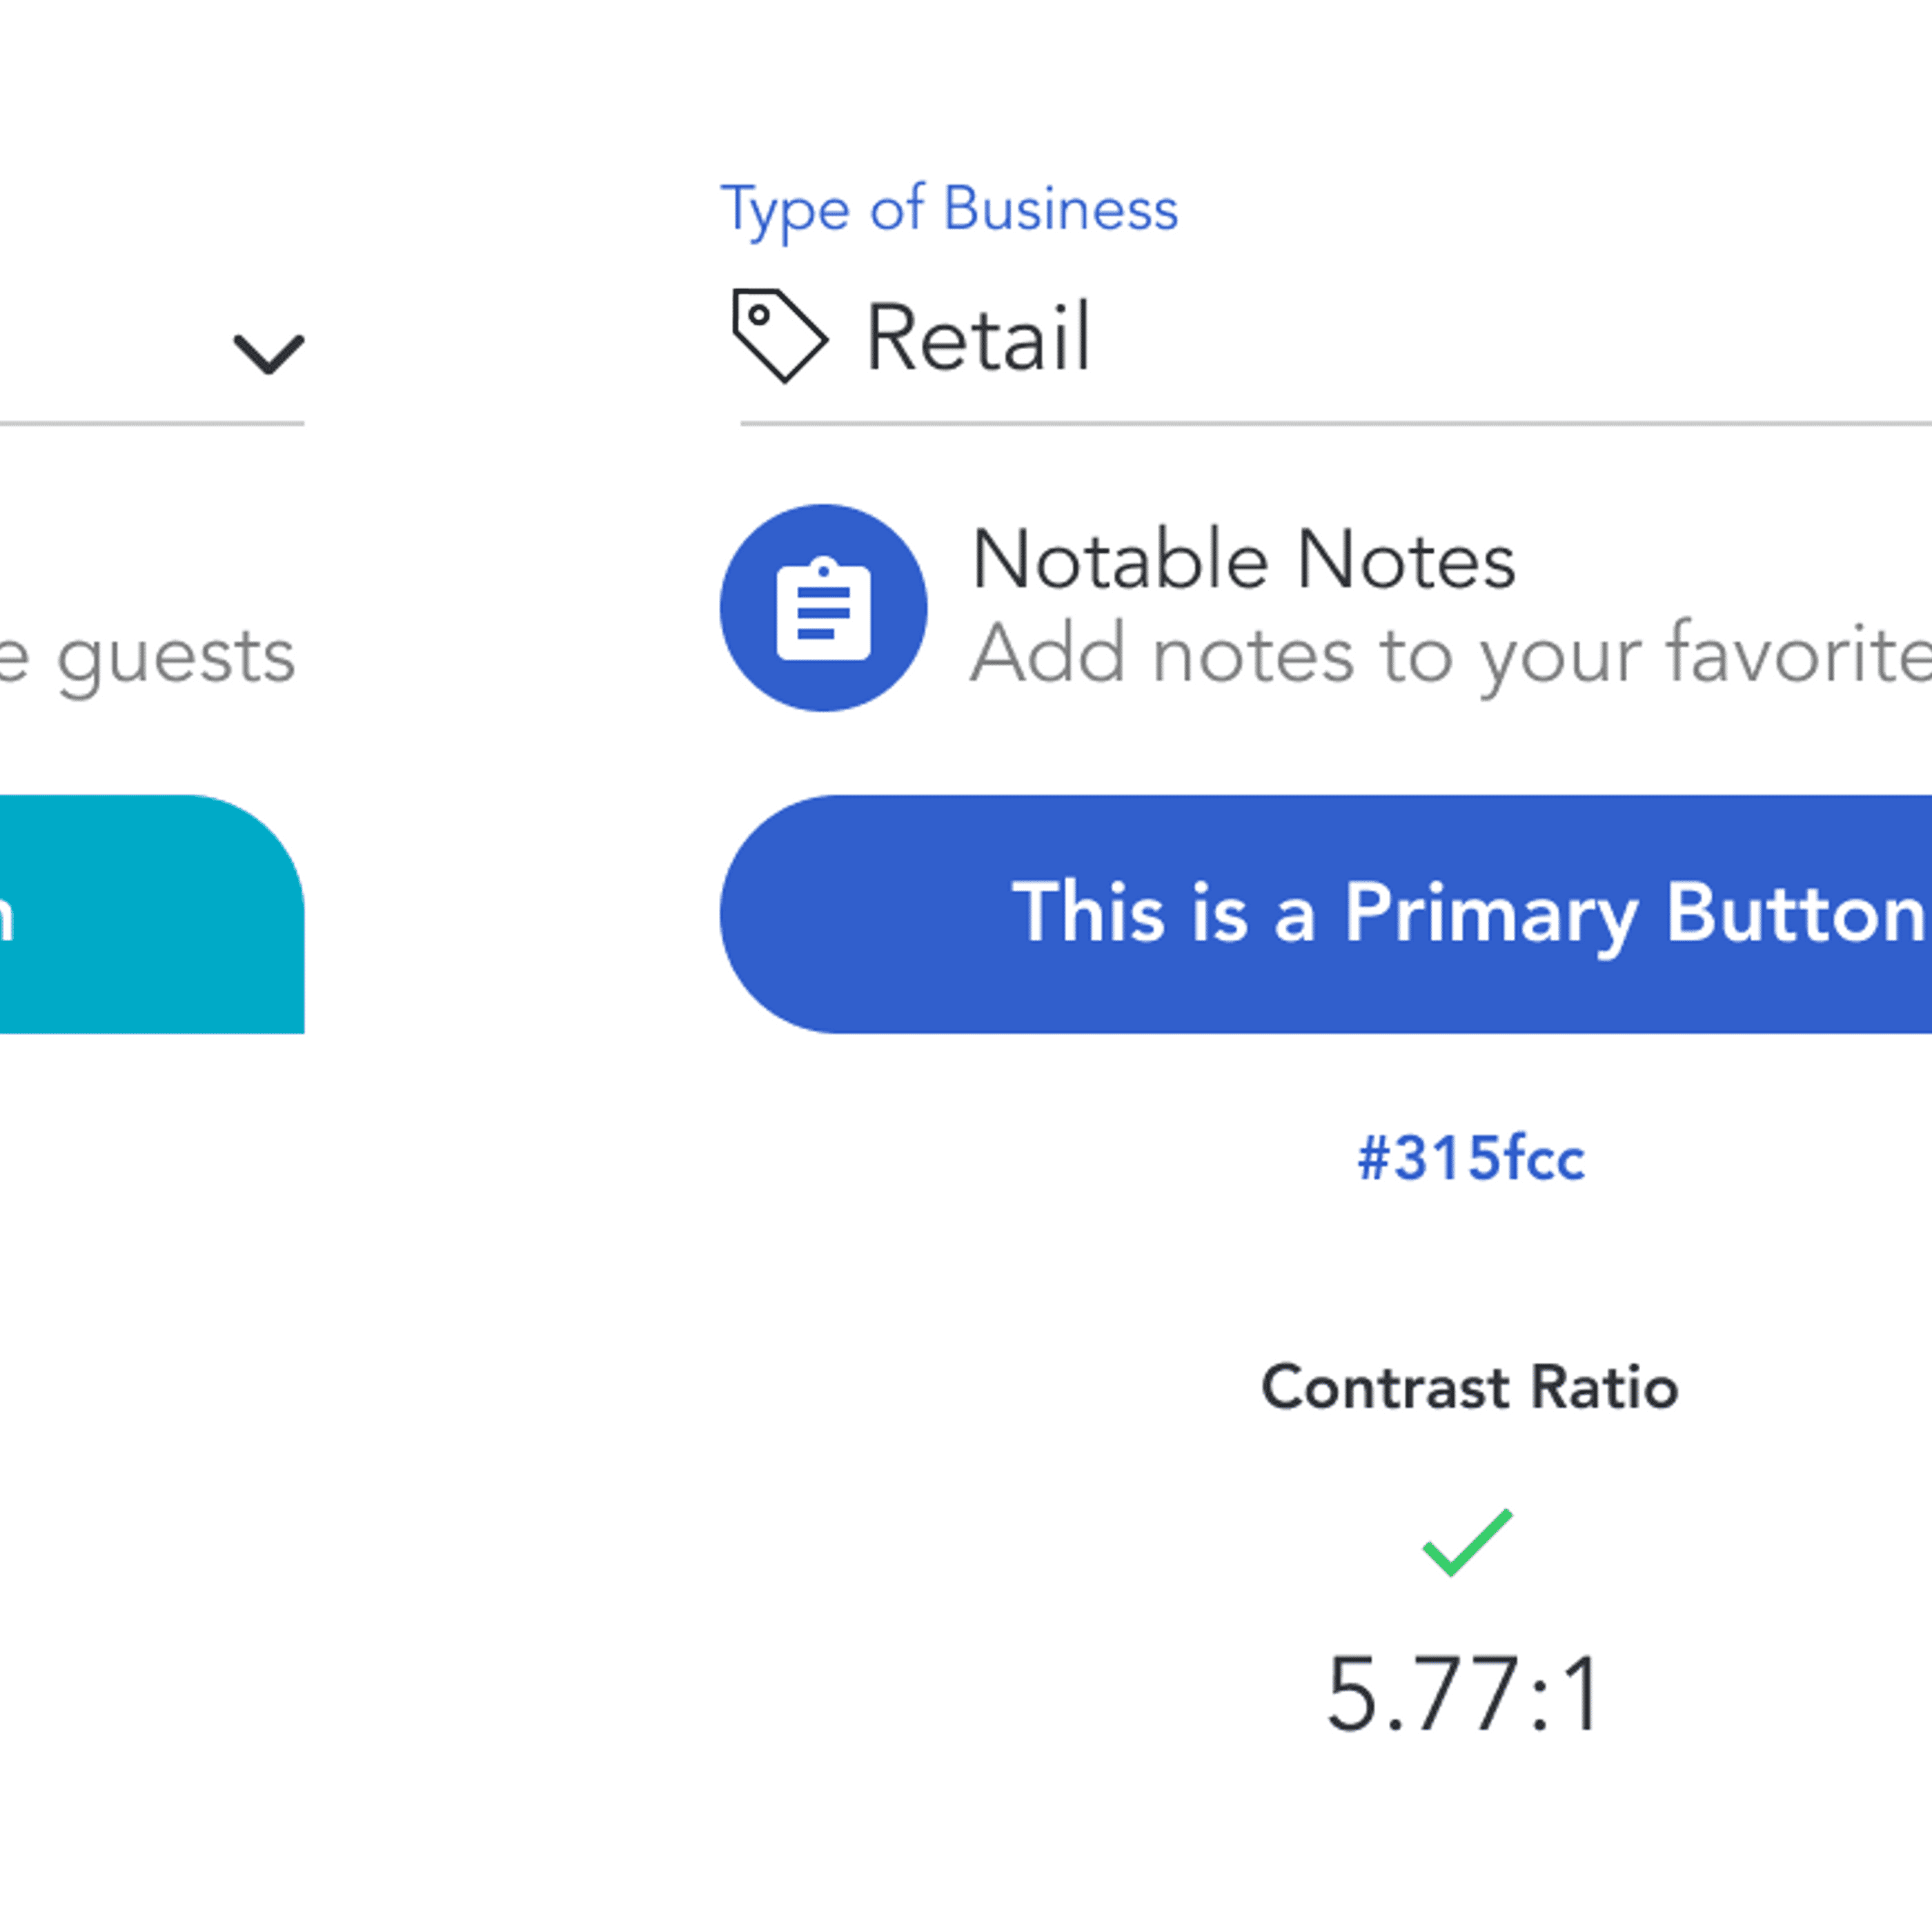 Type of Business
Retail
Notable Notes
guests
Add notes to your favorite
This is a Primary Button
#315fcc
Contrast Ratio
5.77:1